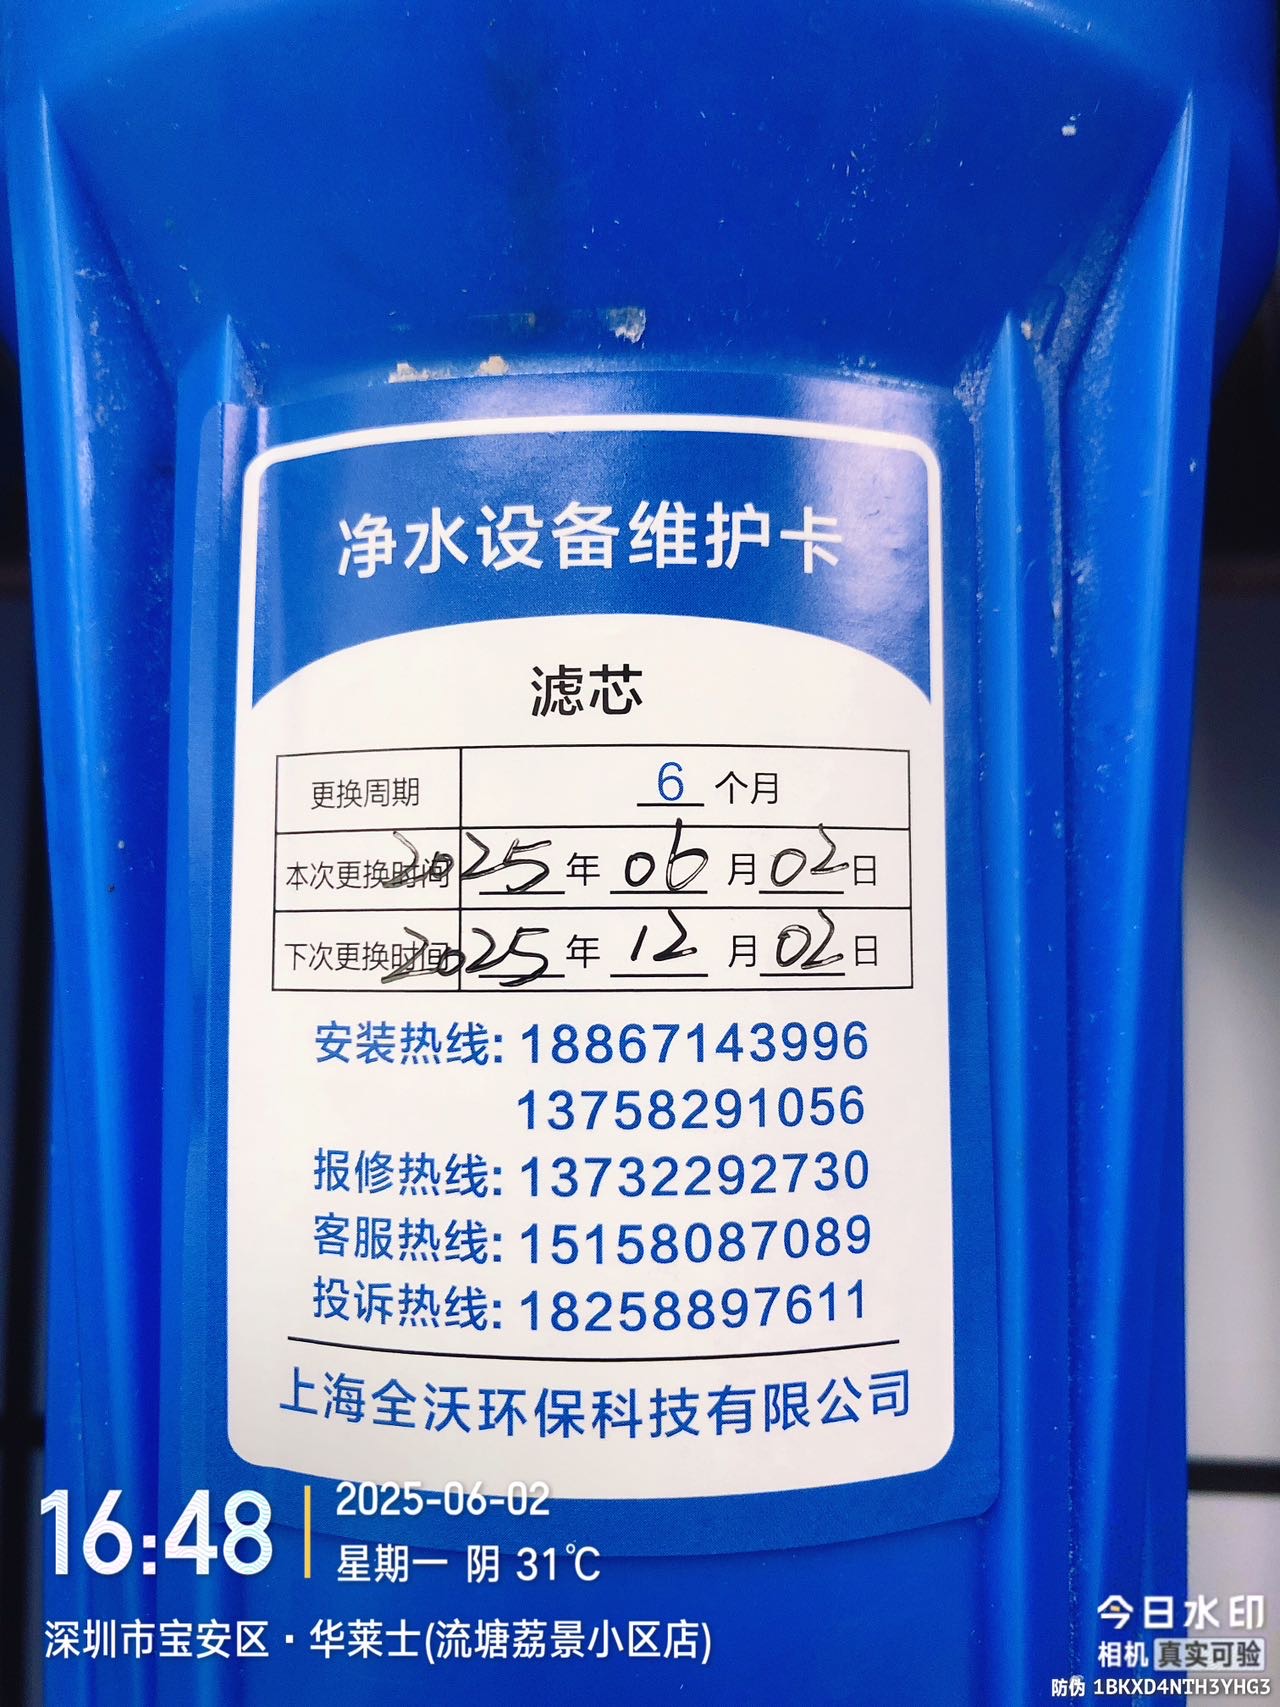 净水设备维护卡
滤芯
更换周期 6 个月
本次更换时间 2025 年 06 月 02 日
下次更换时间 2025 年 12 月 02 日
安装热线: 18867143996
13758291056
报修热线: 13732292730
客服热线: 15158087089
投诉热线: 18258897611
上海全沃环保科技有限公司
16:48
2025-06-02
星期一 阴 31℃
深圳市宝安区·华莱士(流塘荔景小区店)
今日水印
相机 真实可验
防伪 1BKXD4NTH3YHG3